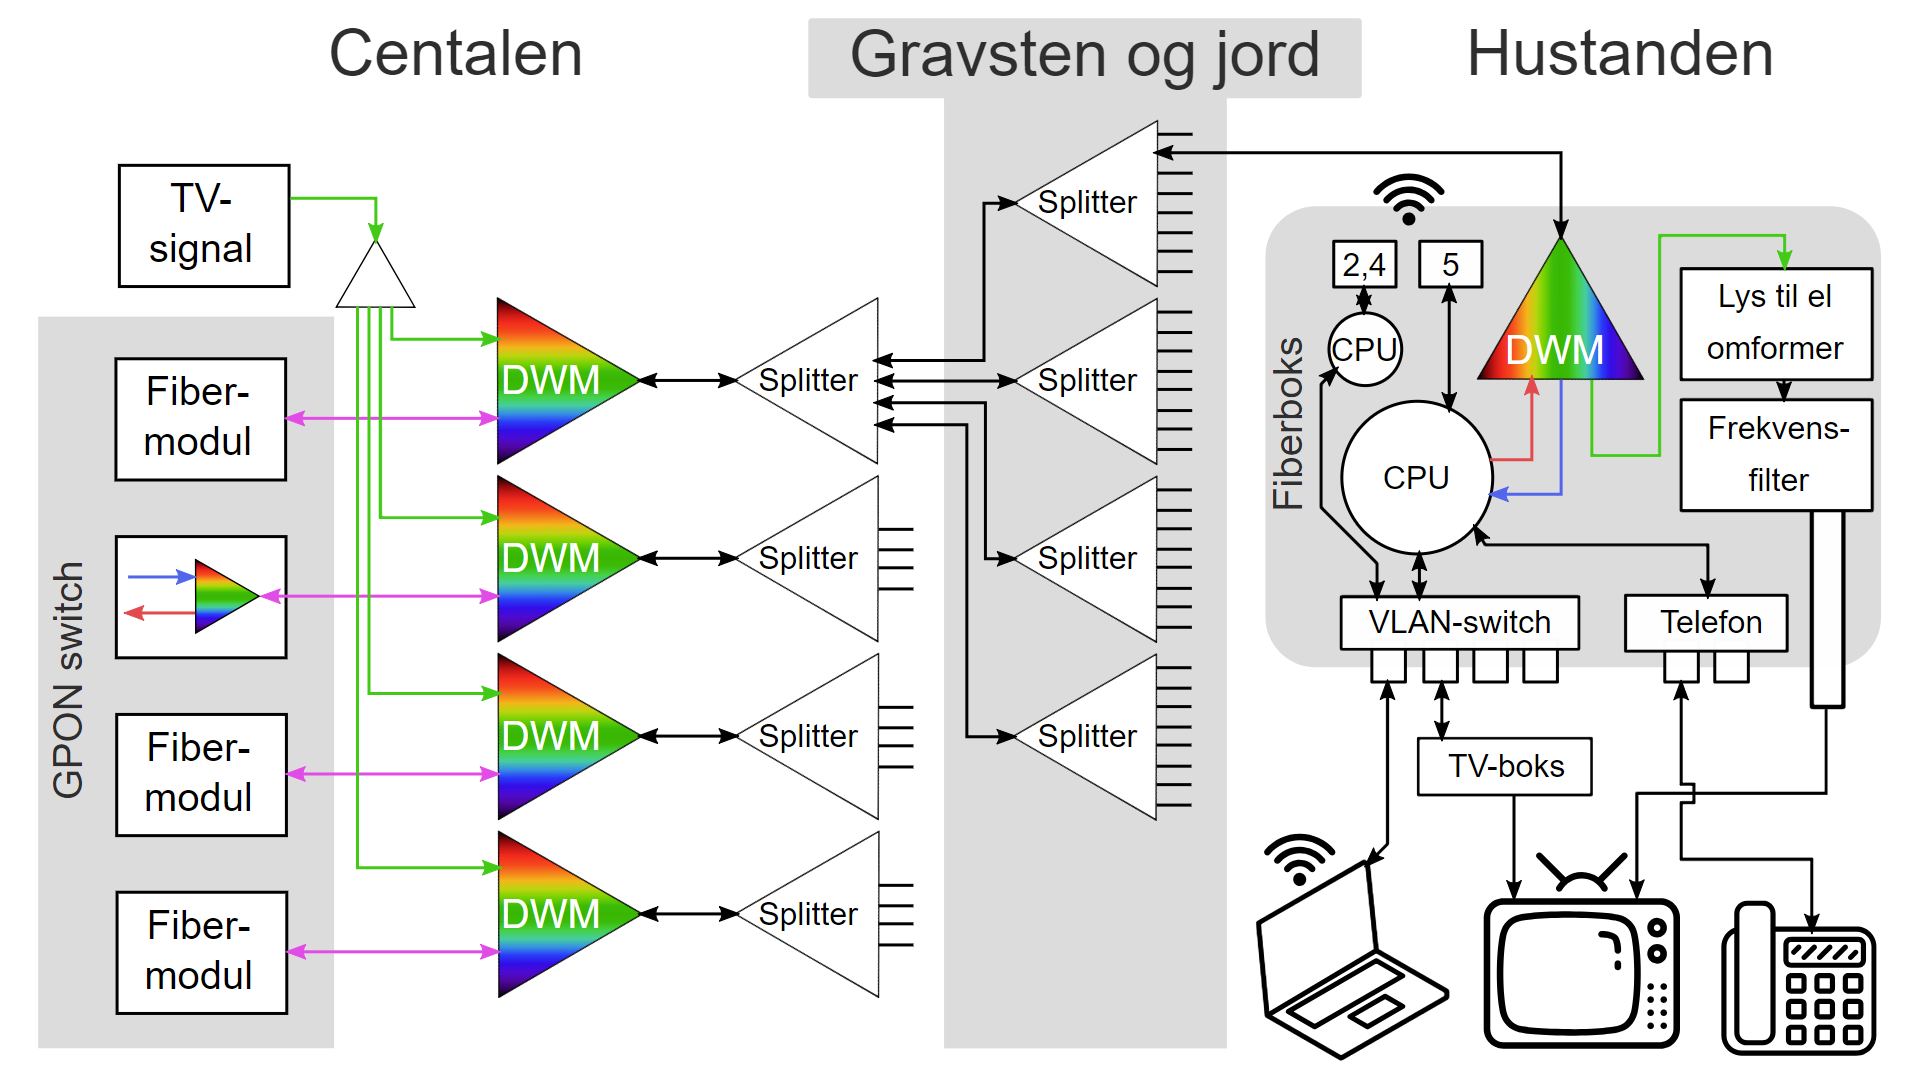 Centalen
Gravsten og jord
Hustanden
TV-
signal
GPON switch
Fiber-
modul
Fiber-
modul
Fiber-
modul
DWM
DWM
DWM
DWM
Splitter
Splitter
Splitter
Splitter
Splitter
Splitter
Splitter
Splitter
Fiberboks
2,4
5
CPU
CPU
DWM
Lys til el
omformer
Frekvens-
filter
VLAN-switch
Telefon
TV-boks